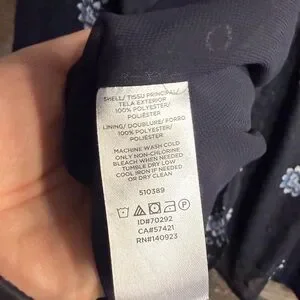 SHELL/ TISSU PRINCIPAL/
TELA EXTERIOR
100% POLYESTER/
POLIÉSTER
LINING/ DOUBLURE/ FORRO
100% POLYESTER/
POLIÉSTER
MACHINE WASH COLD
ONLY NON-CHLORINE
BLEACH WHEN NEEDED
TUMBLE DRY LOW
COOL IRON IF NEEDED
OR DRY CLEAN
510389
P
ID#70292
CA#57421
RN#140923